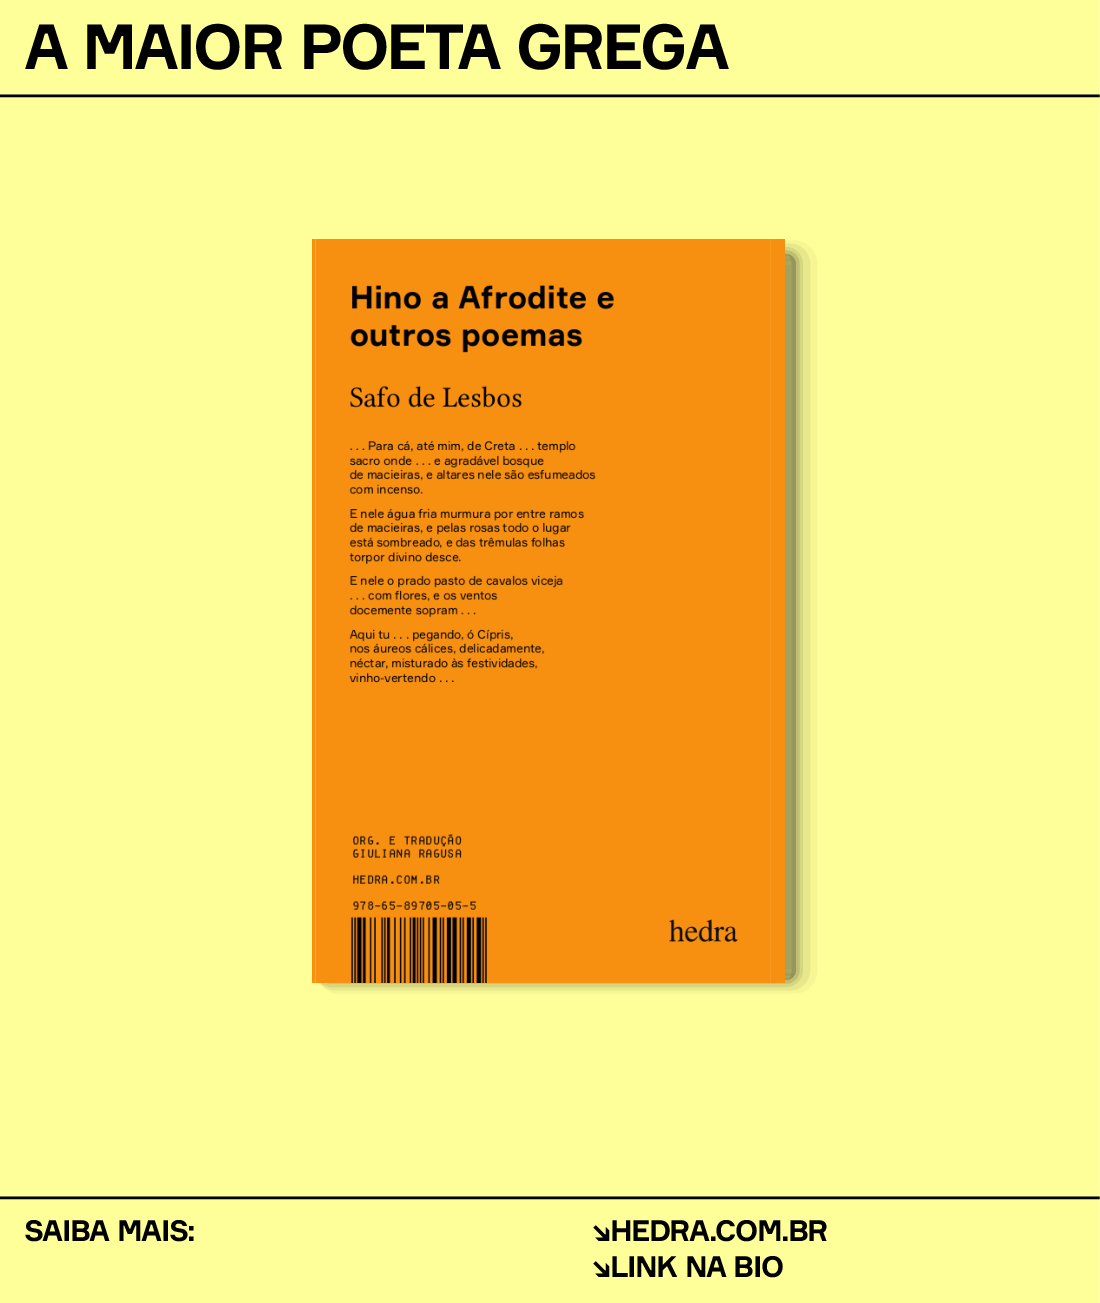 A MAIOR POETA GREGA
Hino a Afrodite e
outros poemas
Safo de Lesbos
. . . Para cá, até mim, de Creta . . . templo
sacro onde . . . e agradável bosque
de macieiras, e altares nele são esfumeados
com incenso.
E nele água fria murmura por entre ramos
de macieiras, e pelas rosas todo o lugar
está sombreado, e das trêmulas folhas
torpor divino desce.
E nele o prado pasto de cavalos viceja
. . . com flores, e os ventos
docemente sopram . . .
Aqui tu . . . pegando, ó Cípris,
nos áureos cálices, delicadamente,
néctar, misturado às festividades,
vinho-vertendo . . .
ORG. E TRADUÇÃO
GIULIANA RAGUSA
HEDRA.COM.BR
978-65-89705-05-5
hedra
SAIBA MAIS:
↘HEDRA.COM.BR
↘LINK NA BIO